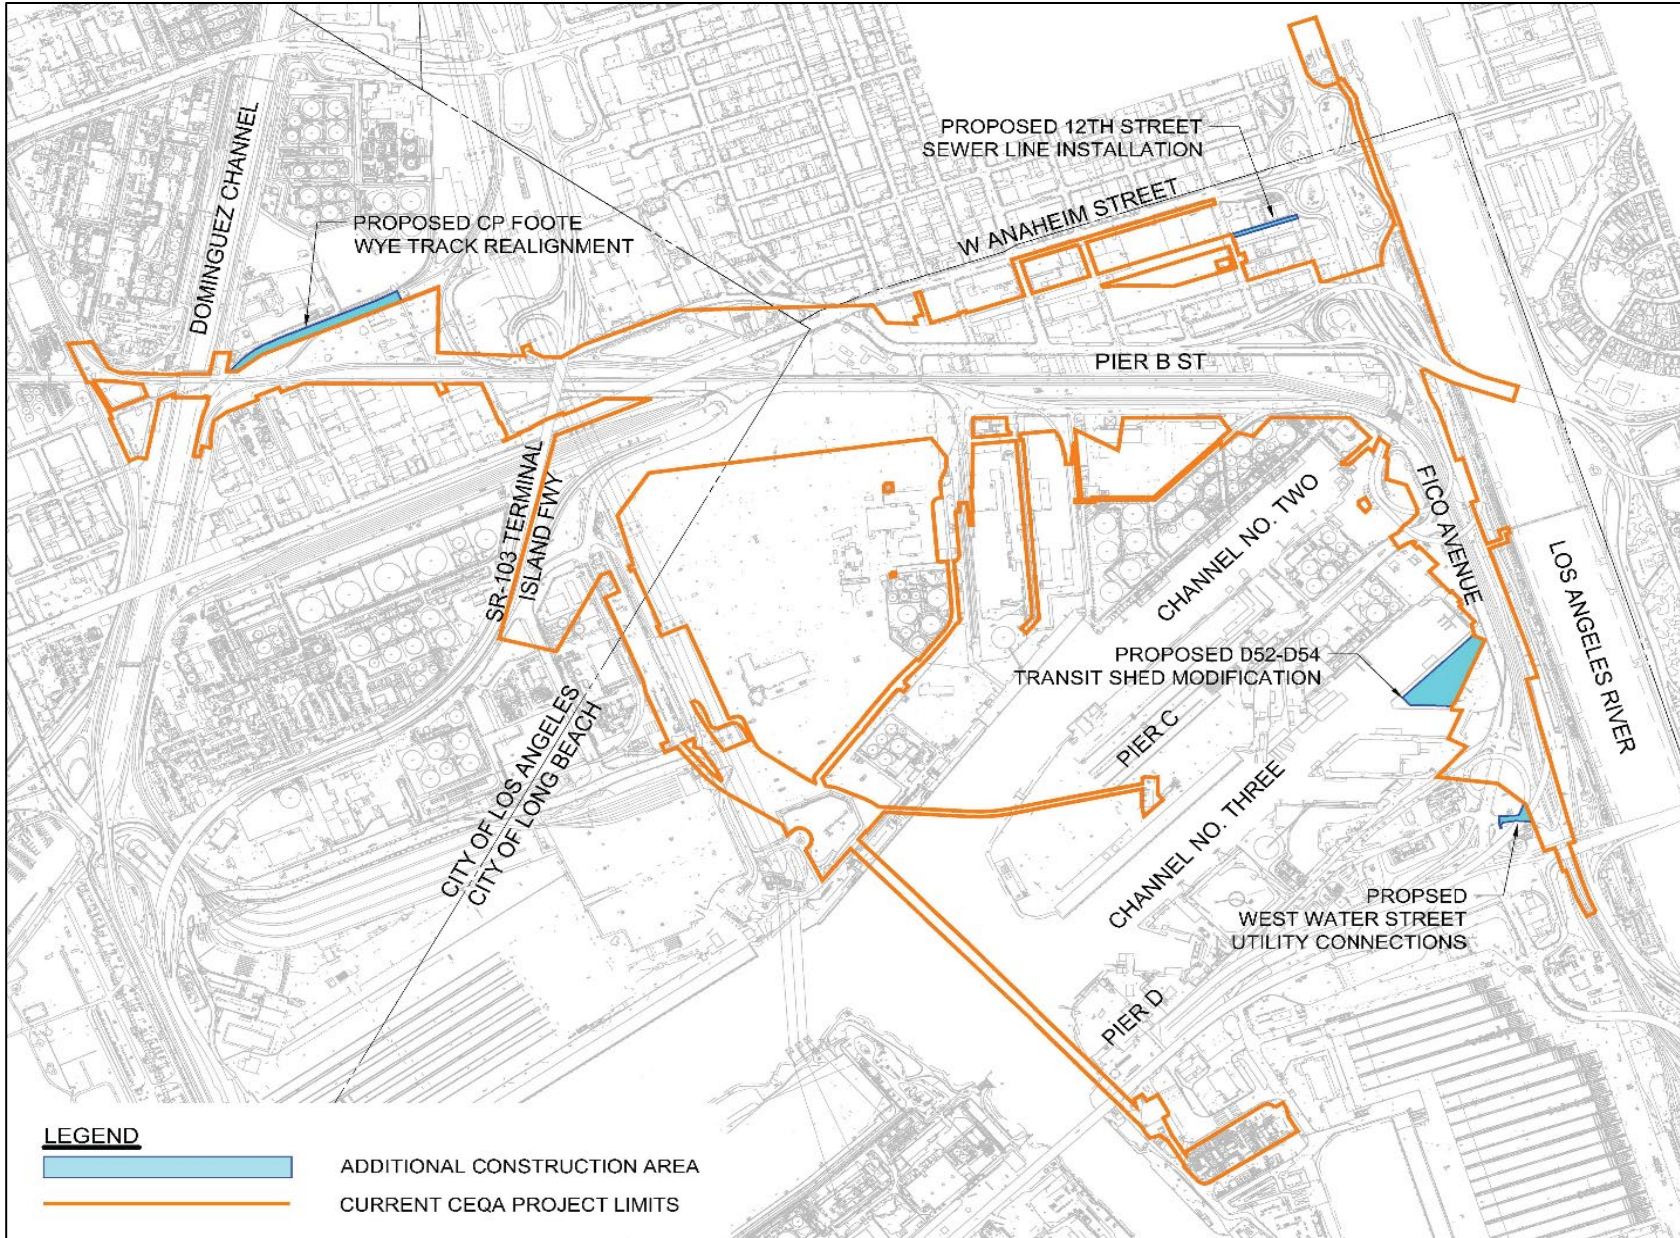 PROPOSED 12TH STREET
SEWER LINE INSTALLATION
DOMINGUEZ CHANNEL
PROPOSED CP FOOTE
WYE TRACK REALIGNMENT
W ANAHEIM STREET
PIER B ST
SR-103 TERMINAL
ISLAND FWY
CHANNEL NO. TWO
FICO AVENUE
LOS ANGELES RIVER
PROPOSED D52-D54
TRANSIT SHED MODIFICATION
PIER C
CITY OF LOS ANGELES
CITY OF LONG BEACH
CHANNEL NO. THREE
PROPSED
WEST WATER STREET
UTILITY CONNECTIONS
PIER D
LEGEND
ADDITIONAL CONSTRUCTION AREA
CURRENT CEQA PROJECT LIMITS